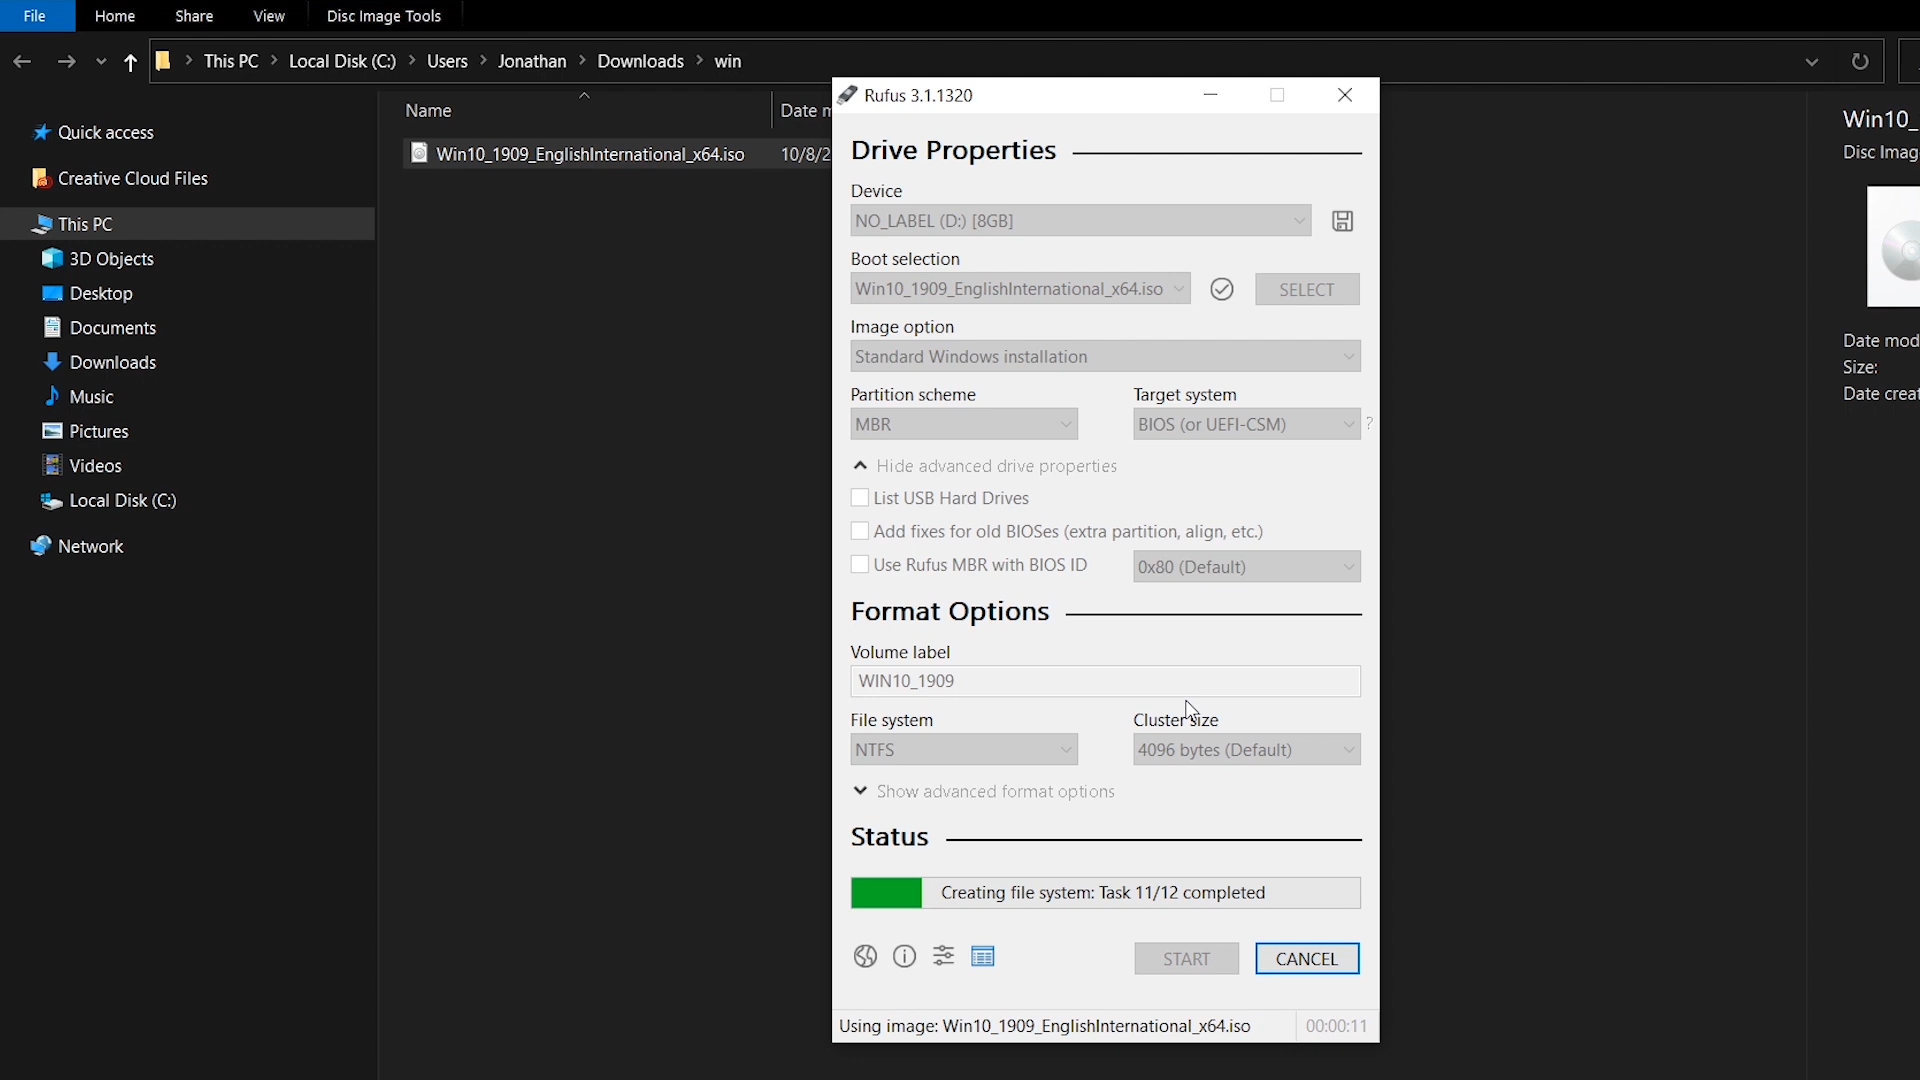 File Home Share View Disc Image Tools
This PC Local Disk (C:) Users Jonathan Downloads win
Quick access
Creative Cloud Files
This PC
3D Objects
Desktop
Documents
Downloads
Music
Pictures
Videos
Local Disk (C:)
Network
Name Date m
Win10_1909_EnglishInternational_x64.iso 10/8/2
Rufus 3.1.1320
Drive Properties
Device
NO_LABEL (D:) [8GB]
Boot selection
Win10_1909_EnglishInternational_x64.iso SELECT
Image option
Standard Windows installation
Partition scheme Target system
MBR BIOS (or UEFI-CSM) ?
Hide advanced drive properties
List USB Hard Drives
Add fixes for old BIOSes (extra partition, align, etc.)
Use Rufus MBR with BIOS ID 0x80 (Default)
Format Options
Volume label
WIN10_1909
File system Cluster size
NTFS 4096 bytes (Default)
Show advanced format options
Status
Creating file system: Task 11/12 completed
START CANCEL
Using image: Win10_1909_EnglishInternational_x64.iso 00:00:11
Win10_
Disc Imag
Date mod
Size:
Date creat